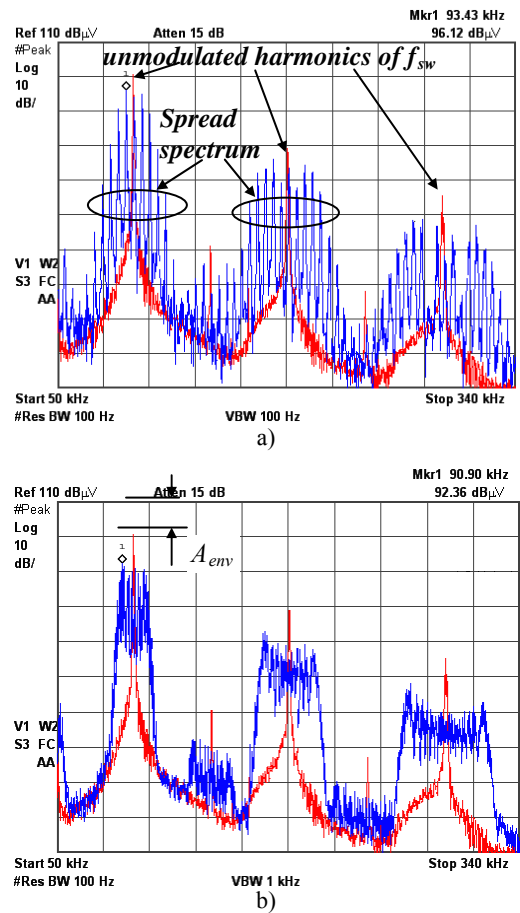 Mkr1 93.43 kHz
Ref 110 dBµV Atten 15 dB 96.12 dBµV
#Peak
Log
10
dB/
unmodulated harmonics of fsw
1
Spread
spectrum
V1 W2
S3 FC
AA
Start 50 kHz Stop 340 kHz
#Res BW 100 Hz VBW 100 Hz
a)
Mkr1 90.90 kHz
Ref 110 dBµV Atten 15 dB 92.36 dBµV
#Peak
Log
10
dB/
1
Aenv
V1 W2
S3 FC
AA
Start 50 kHz Stop 340 kHz
#Res BW 100 Hz VBW 1 kHz
b)